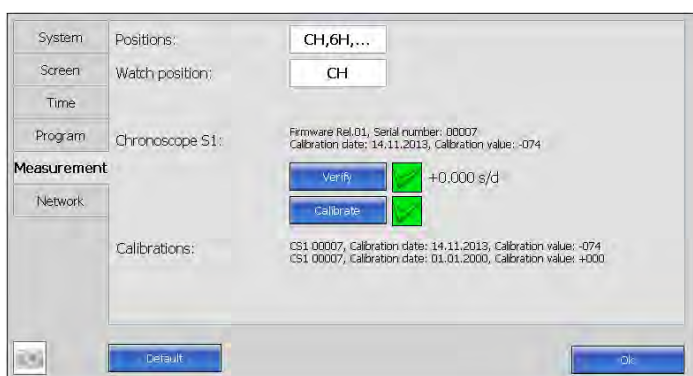 System
Screen
Time
Program
Measurement
Network
Positions: CH,6H,...
Watch position: CH
Chronoscope S1: Firmware Rel.01, Serial number: 00007
Calibration date: 14.11.2013, Calibration value: -074
Verify +0.000 s/d
Calibrate
Calibrations: CS1 00007, Calibration date: 14.11.2013, Calibration value: -074
CS1 00007, Calibration date: 01.01.2000, Calibration value: +000
Default Ok